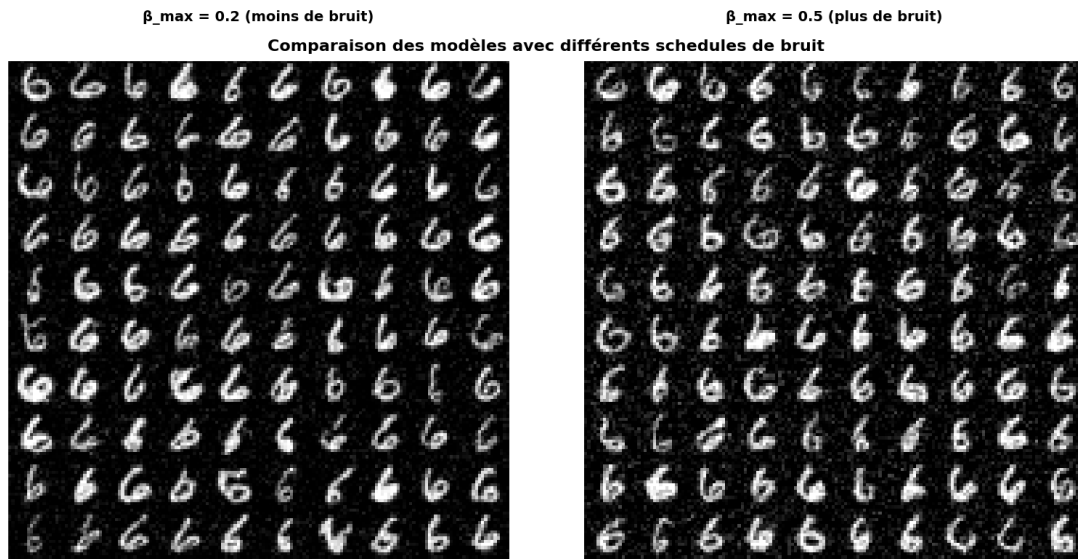 β_max = 0.2 (moins de bruit)
β_max = 0.5 (plus de bruit)
Comparaison des modèles avec différents schedules de bruit